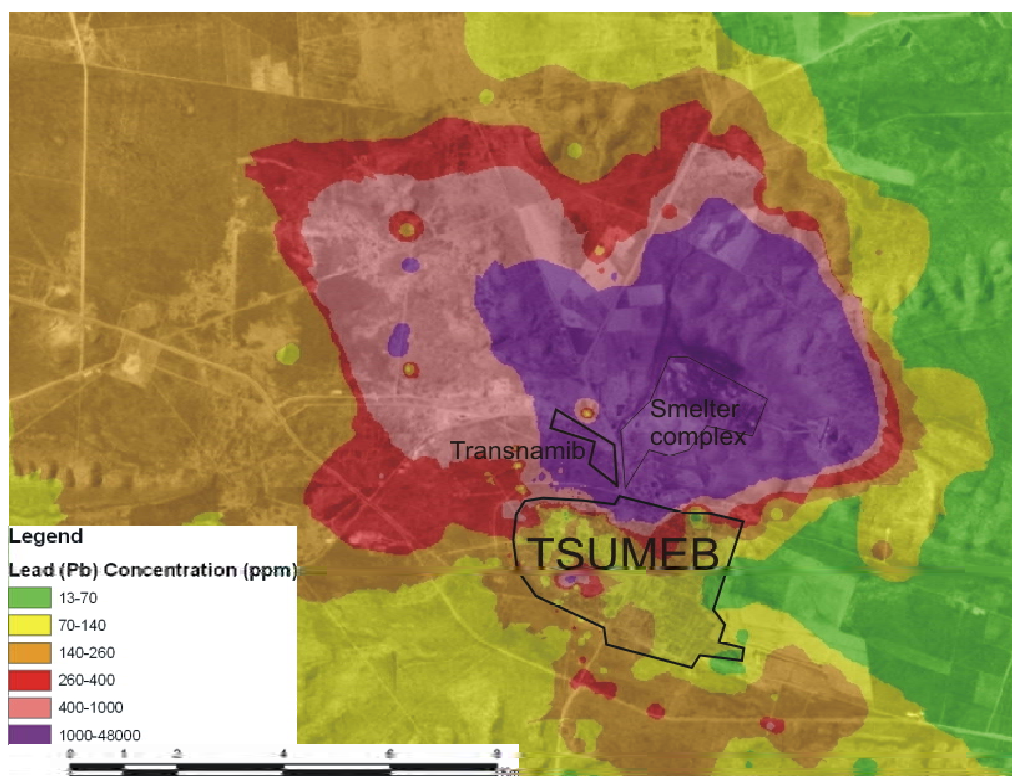 Smelter
complex
Transnamib
TSUMEB
Legend
Lead (Pb) Concentration (ppm)
13-70
70-140
140-260
260-400
400-1000
1000-48000
0 1 2 4 6 8